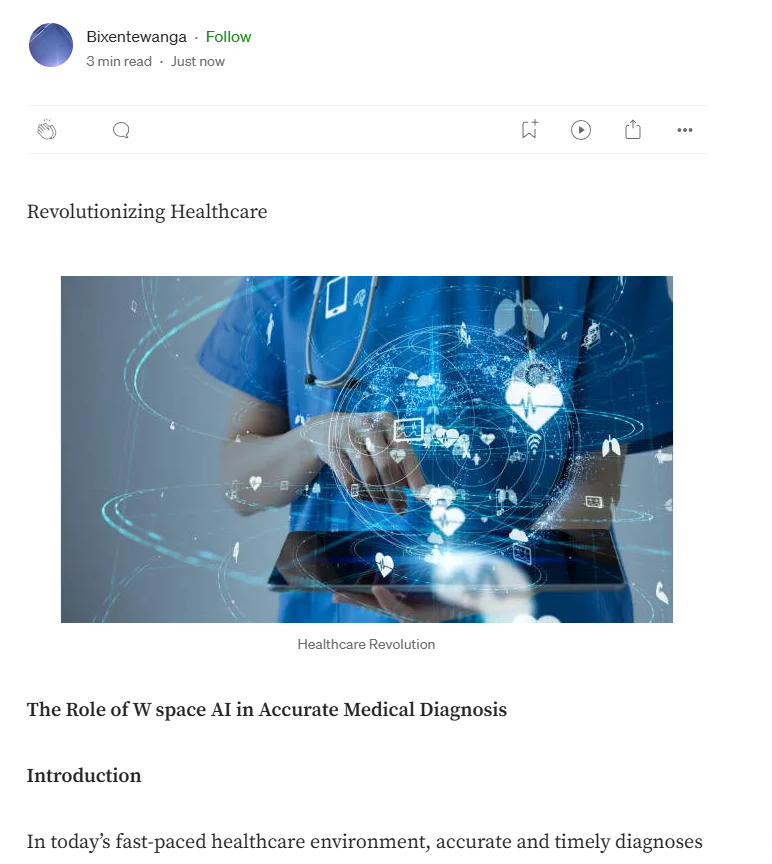 Bixentewanga · Follow
3 min read · Just now
Revolutionizing Healthcare
Healthcare Revolution
The Role of W space AI in Accurate Medical Diagnosis
Introduction
In today’s fast-paced healthcare environment, accurate and timely diagnoses